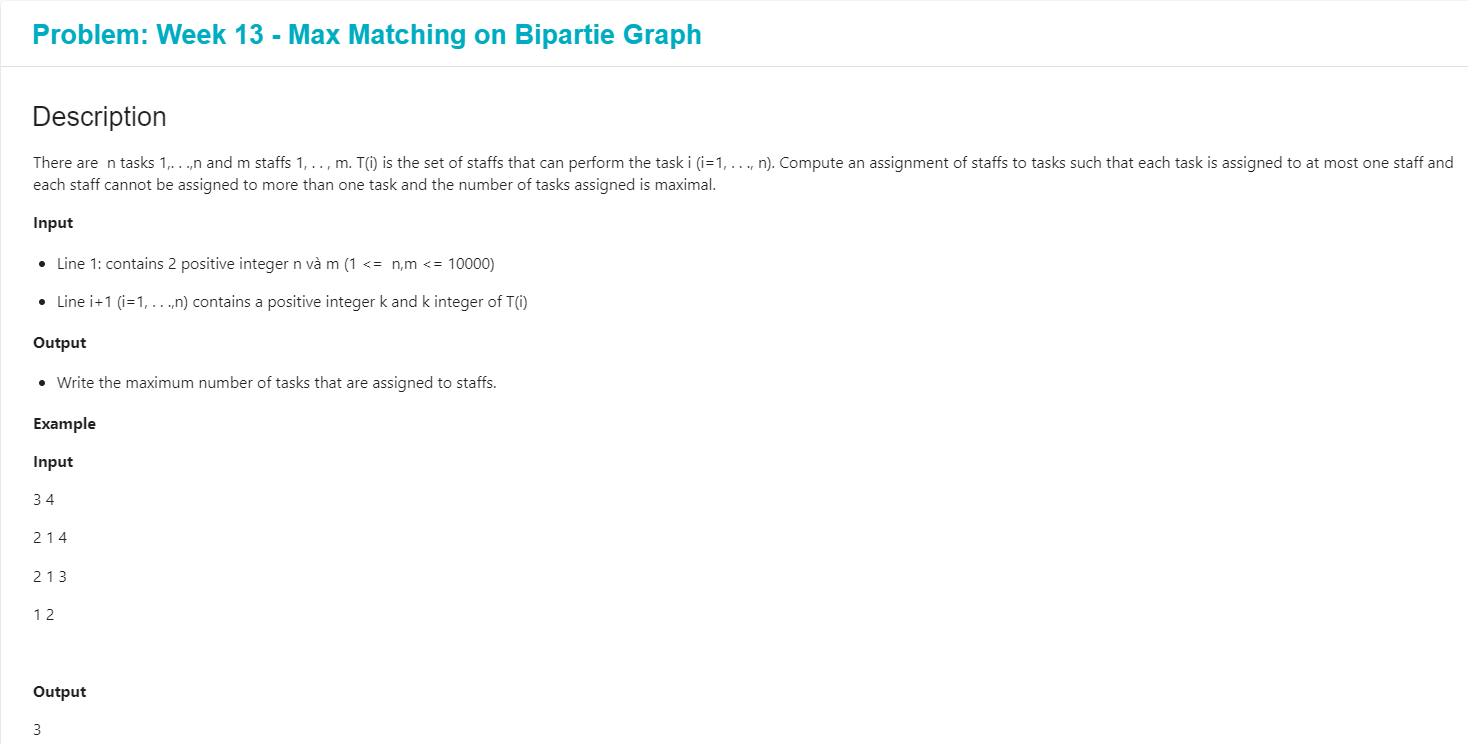 Problem: Week 13 - Max Matching on Bipartie Graph
Description
There are n tasks 1,. . .,n and m staffs 1, . . , m. T(i) is the set of staffs that can perform the task i (i=1, . . ., n). Compute an assignment of staffs to tasks such that each task is assigned to at most one staff and
each staff cannot be assigned to more than one task and the number of tasks assigned is maximal.
Input
• Line 1: contains 2 positive integer n và m (1 <= n,m <= 10000)
• Line i+1 (i=1, . . .,n) contains a positive integer k and k integer of T(i)
Output
• Write the maximum number of tasks that are assigned to staffs.
Example
Input
3 4
2 1 4
2 1 3
1 2
Output
3